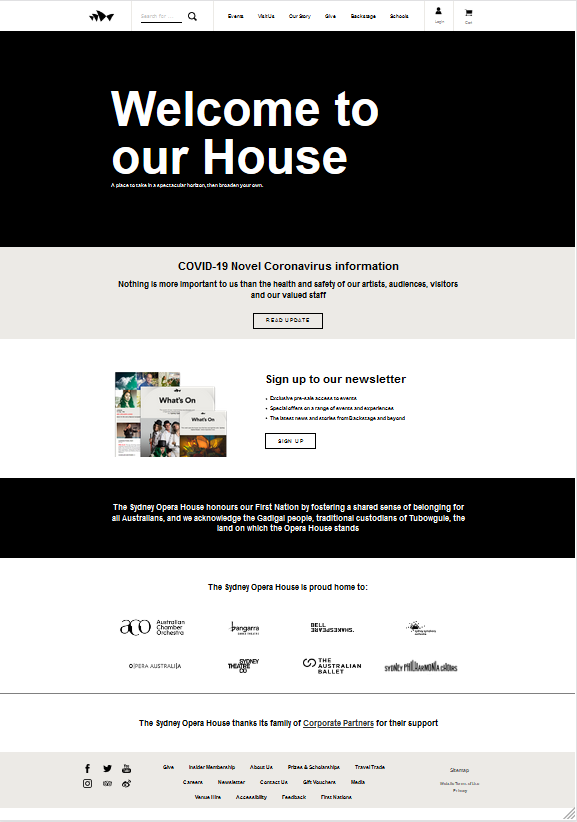 Search for ......
Events Visit Us Our Story Give Backstage Schools
Login
Cart
Welcome to
our House
A place to take in a spectacular horizon, then broaden your own.
COVID-19 Novel Coronavirus information
Nothing is more important to us than the health and safety of our artists, audiences, visitors
and our valued staff
READ UPDATE
What's On
What's On
Sign up to our newsletter
• Exclusive pre-sale access to events
• Special offers on a range of events and experiences
• The latest news and stories from Backstage and beyond
SIGN UP
The Sydney Opera House honours our First Nation by fostering a shared sense of belonging for
all Australians, and we acknowledge the Gadigal people, traditional custodians of Tubowgule, the
land on which the Opera House stands
The Sydney Opera House is proud home to:
aco Australian
Chamber
Orchestra
bangarra
DANCE THEATRE
BELL
SHAKESPEARE
sydney symphony
orchestra
OPERA AUSTRALIA
SYDNEY
THEATRE
CO
THE
AUSTRALIAN
BALLET
SYDNEY PHILHARMONIA CHOIRS
The Sydney Opera House thanks its family of Corporate Partners for their support
Give Insider Membership About Us Prizes & Scholarships Travel Trade
Careers Newsletter Contact Us Gift Vouchers Media
Venue Hire Accessibility Feedback First Nations
Sitemap
Website Terms of Use
Privacy